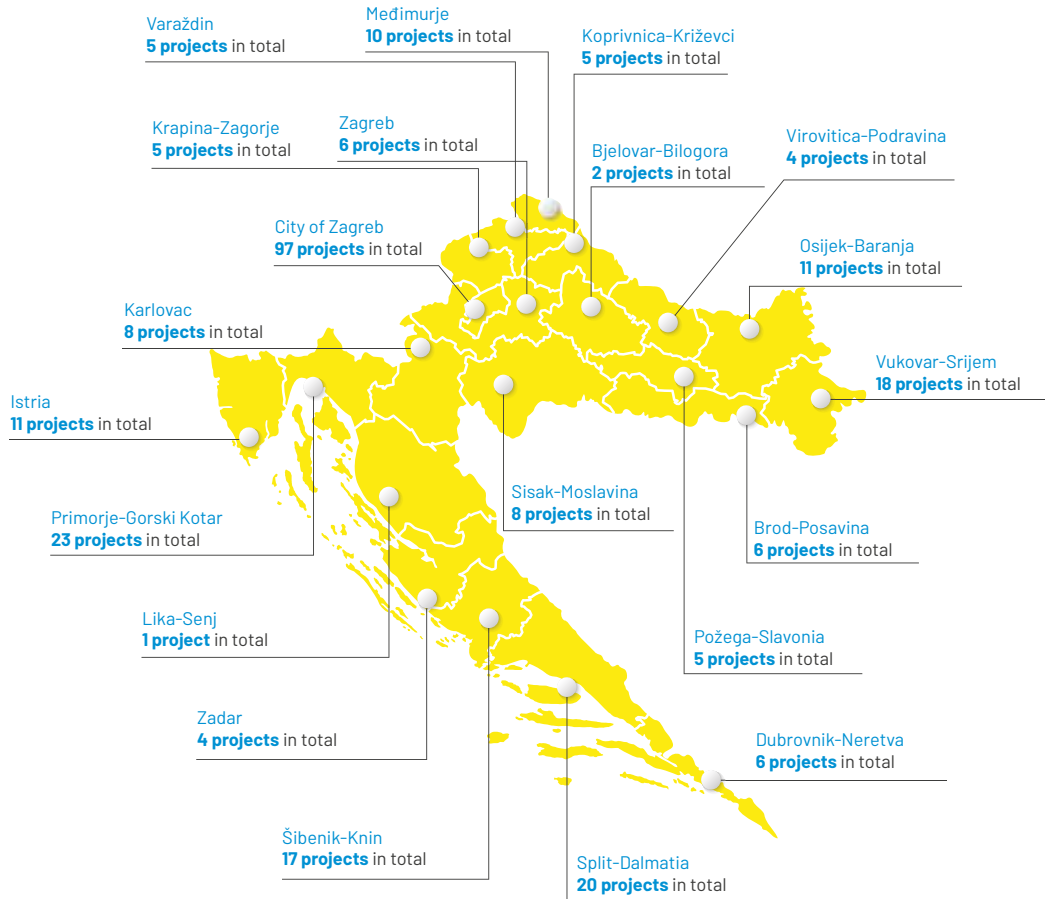 Varaždin
5 projects in total
Međimurje
10 projects in total
Koprivnica-Križevci
5 projects in total
Krapina-Zagorje
5 projects in total
Zagreb
6 projects in total
Bjelovar-Bilogora
2 projects in total
Virovitica-Podravina
4 projects in total
City of Zagreb
97 projects in total
Osijek-Baranja
11 projects in total
Karlovac
8 projects in total
Vukovar-Srijem
18 projects in total
Istria
11 projects in total
Sisak-Moslavina
8 projects in total
Primorje-Gorski Kotar
23 projects in total
Brod-Posavina
6 projects in total
Lika-Senj
1 project in total
Požega-Slavonia
5 projects in total
Zadar
4 projects in total
Dubrovnik-Neretva
6 projects in total
Šibenik-Knin
17 projects in total
Split-Dalmatia
20 projects in total